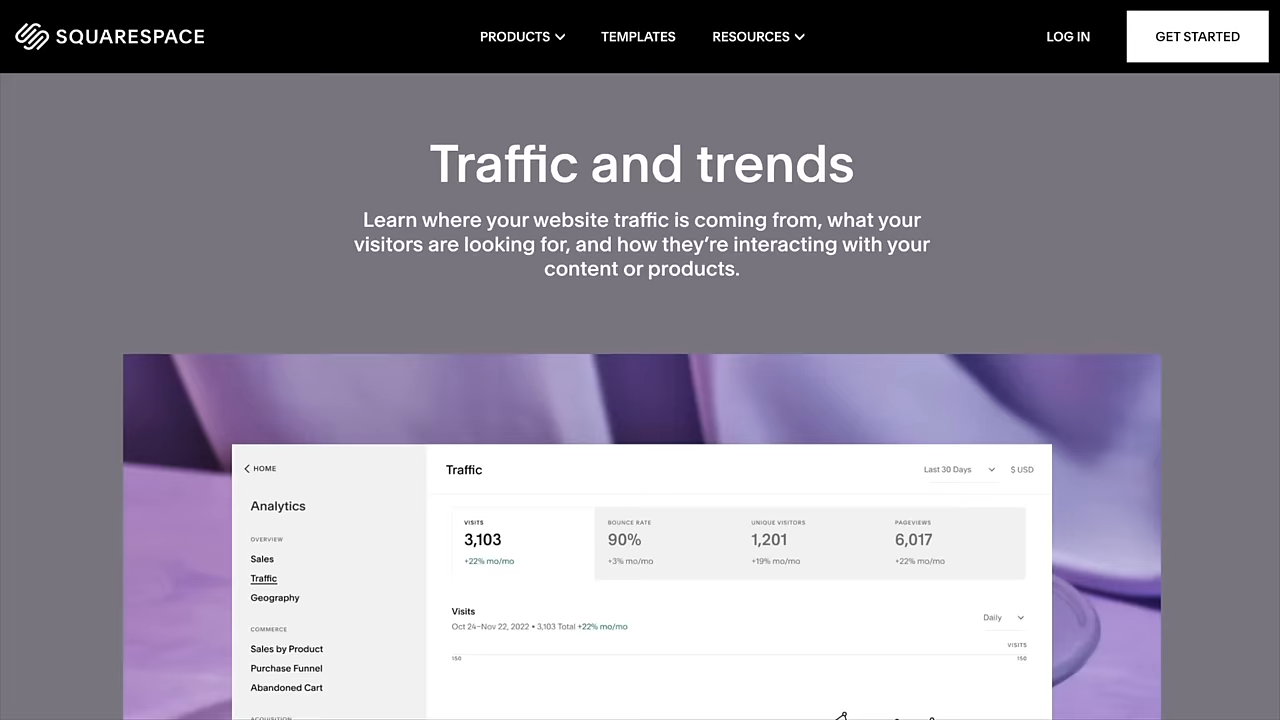 SQUARESPACE
PRODUCTS
TEMPLATES
RESOURCES
LOG IN
GET STARTED
Traffic and trends
Learn where your website traffic is coming from, what your
visitors are looking for, and how they’re interacting with your
content or products.
HOME
Analytics
OVERVIEW
Sales
Traffic
Geography
COMMERCE
Sales by Product
Purchase Funnel
Abandoned Cart
ACQUISITION
Traffic
Last 30 Days
$ USD
VISITS
3,103
+22% mo/mo
BOUNCE RATE
90%
+3% mo/mo
UNIQUE VISITORS
1,201
+19% mo/mo
PAGEVIEWS
6,017
+22% mo/mo
Visits
Oct 24–Nov 22, 2022 • 3,103 Total +22% mo/mo
Daily
VISITS
150
150